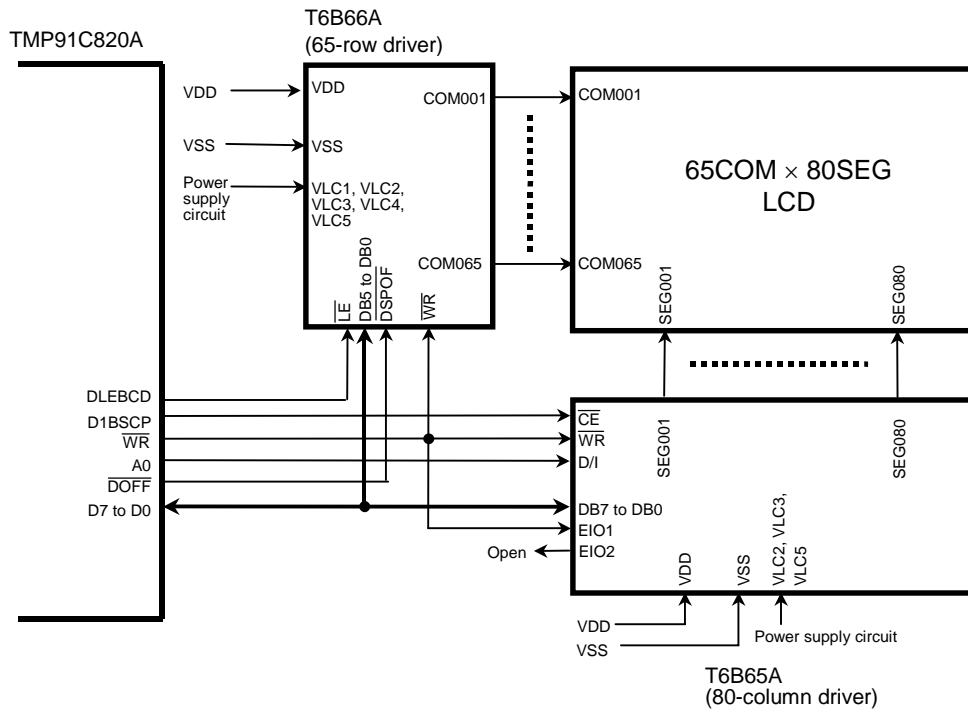 TMP91C820A
T6B66A
(65-row driver)
VDD
VDD
COM001
COM001
VSS
VSS
Power
supply
circuit
VLC1, VLC2,
VLC3, VLC4,
VLC5
65COM × 80SEG
LCD
COM065
COM065
LE
DB5 to DB0
DSPOF
WR
SEG001
SEG080
DLEBCD
D1BSCP
WR
A0
DOFF
D7 to D0
CE
WR
D/I
SEG001
SEG080
DB7 to DB0
EIO1
Open
EIO2
VDD
VSS
VLC2, VLC3,
VLC5
VDD
VSS
Power supply circuit
T6B65A
(80-column driver)